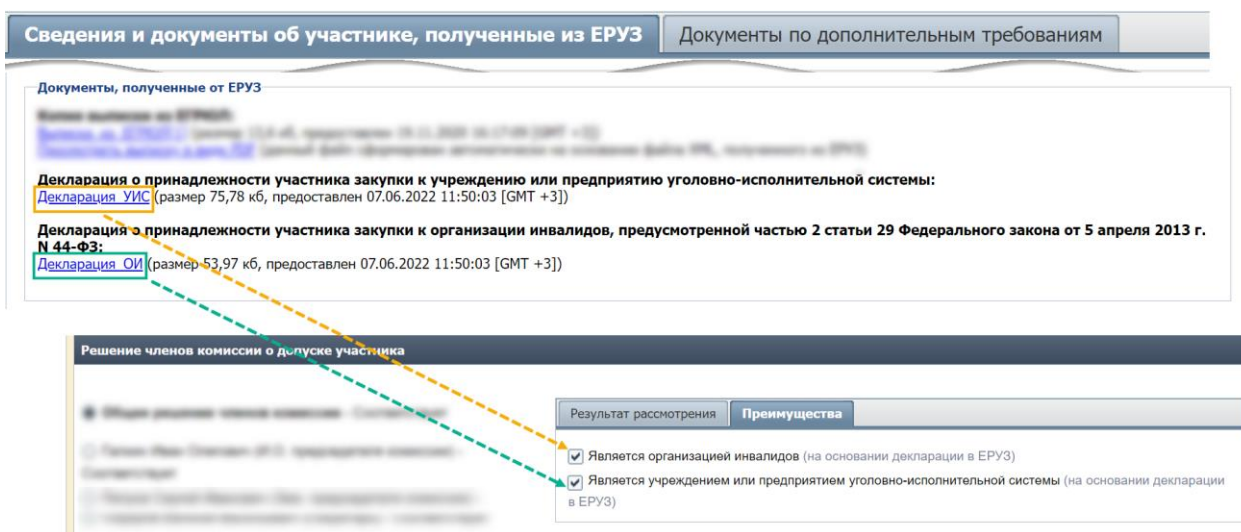 Сведения и документы об участнике, полученные из ЕРУЗ
Документы по дополнительным требованиям
Документы, полученные от ЕРУЗ
Декларация о принадлежности участника закупки к учреждению или предприятию уголовно-исполнительной системы:
Декларация_УИС (размер 75,78 кб, предоставлен 07.06.2022 11:50:03 [GMT +3])
Декларация о принадлежности участника закупки к организации инвалидов, предусмотренной частью 2 статьи 29 Федерального закона от 5 апреля 2013 г.
N 44-ФЗ:
Декларация_ОИ (размер 53,97 кб, предоставлен 07.06.2022 11:50:03 [GMT +3])
Решение членов комиссии о допуске участника
Результат рассмотрения
Преимущества
Является организацией инвалидов (на основании декларации в ЕРУЗ)
Является учреждением или предприятием уголовно-исполнительной системы (на основании декларации
в ЕРУЗ)